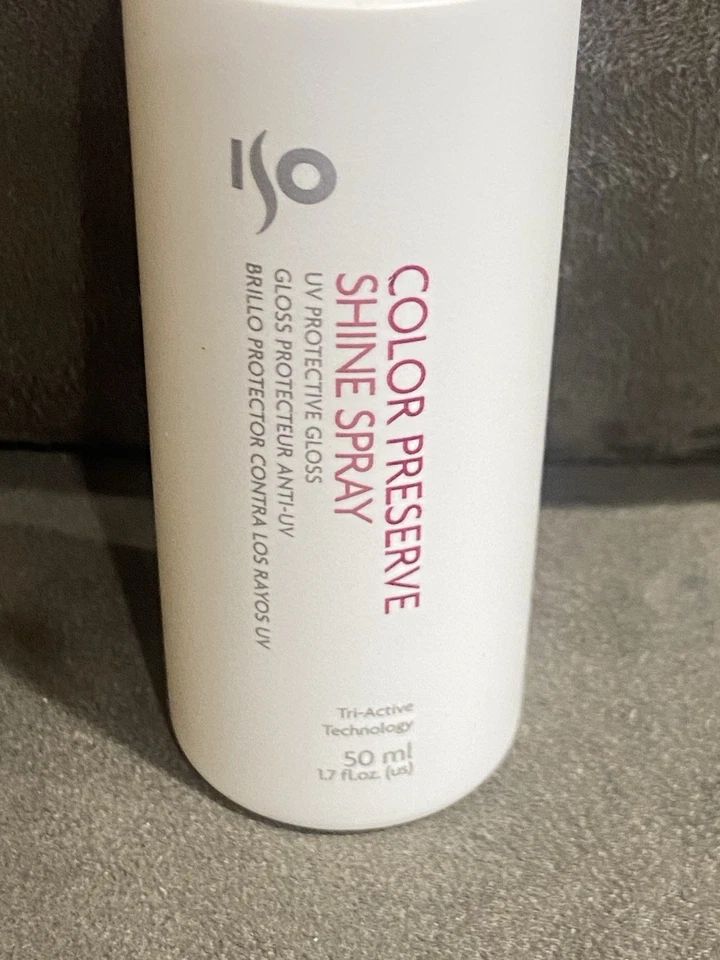 ISO
COLOR PRESERVE
SHINE SPRAY
UV PROTECTIVE GLOSS
GLOSS PROTECTEUR ANTI-UV
BRILLO PROTECTOR CONTRA LOS RAYOS UV
Tri-Active
Technology
50 ml
1.7 fl.oz. (us)